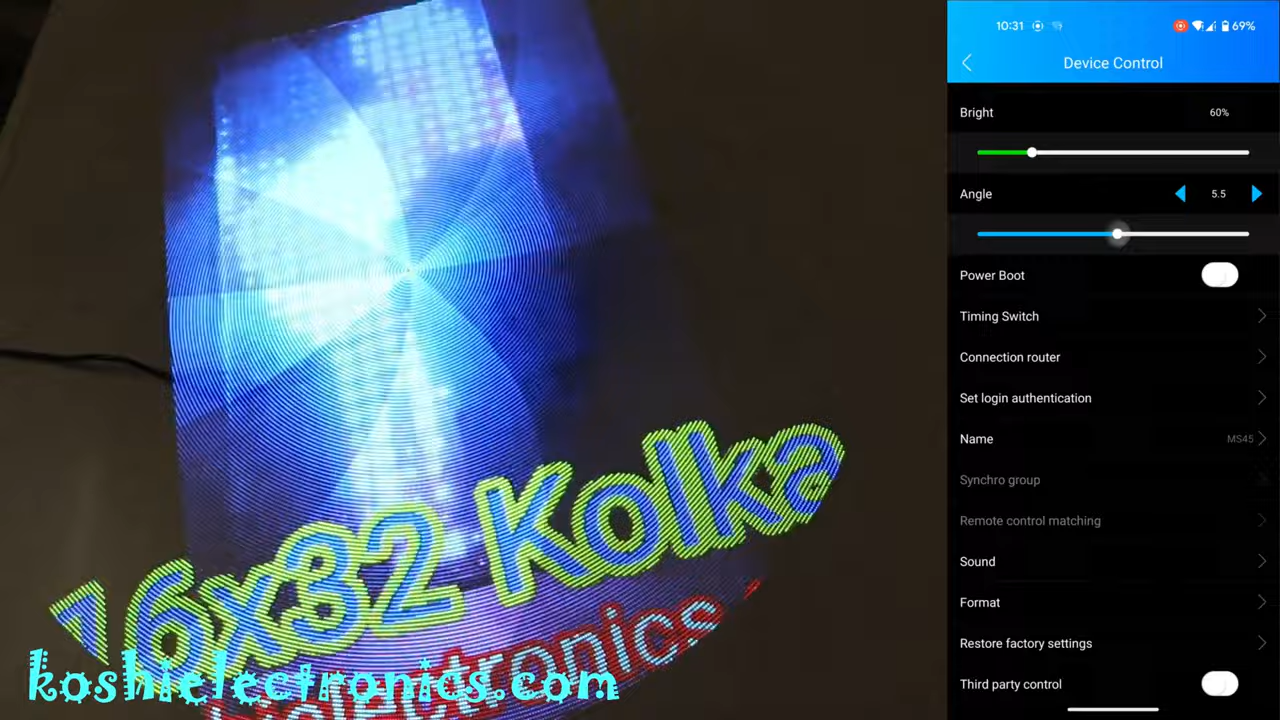 16x32 Kolka
lectronics
koshielectronics.com
10:31
69%
Device Control
Bright
60%
Angle
5.5
Power Boot
Timing Switch
Connection router
Set login authentication
Name
MS45
Synchro group
Remote control matching
Sound
Format
Restore factory settings
Third party control